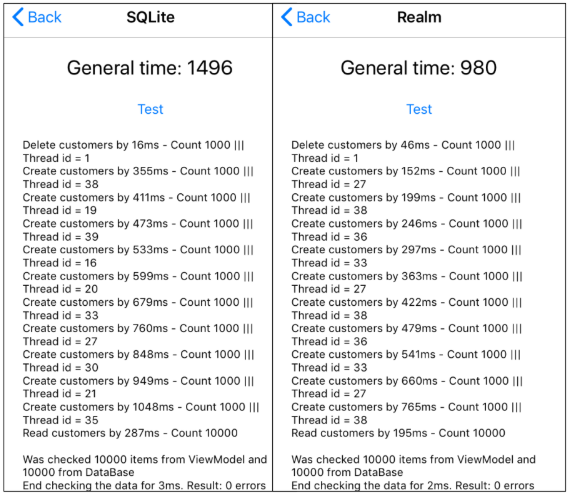 Back
SQLite
General time: 1496
Test
Delete customers by 16ms - Count 1000 |||
Thread id = 1
Create customers by 355ms - Count 1000 |||
Thread id = 38
Create customers by 411ms - Count 1000 |||
Thread id = 19
Create customers by 473ms - Count 1000 |||
Thread id = 39
Create customers by 533ms - Count 1000 |||
Thread id = 16
Create customers by 599ms - Count 1000 |||
Thread id = 20
Create customers by 679ms - Count 1000 |||
Thread id = 33
Create customers by 760ms - Count 1000 |||
Thread id = 27
Create customers by 848ms - Count 1000 |||
Thread id = 30
Create customers by 949ms - Count 1000 |||
Thread id = 21
Create customers by 1048ms - Count 1000 |||
Thread id = 35
Read customers by 287ms - Count 10000
Was checked 10000 items from ViewModel and
10000 from DataBase
End checking the data for 3ms. Result: 0 errors
Back
Realm
General time: 980
Test
Delete customers by 46ms - Count 1000 |||
Thread id = 1
Create customers by 152ms - Count 1000 |||
Thread id = 27
Create customers by 199ms - Count 1000 |||
Thread id = 38
Create customers by 246ms - Count 1000 |||
Thread id = 36
Create customers by 297ms - Count 1000 |||
Thread id = 33
Create customers by 363ms - Count 1000 |||
Thread id = 27
Create customers by 422ms - Count 1000 |||
Thread id = 38
Create customers by 479ms - Count 1000 |||
Thread id = 36
Create customers by 541ms - Count 1000 |||
Thread id = 33
Create customers by 660ms - Count 1000 |||
Thread id = 27
Create customers by 765ms - Count 1000 |||
Thread id = 38
Read customers by 195ms - Count 10000
Was checked 10000 items from ViewModel and
10000 from DataBase
End checking the data for 2ms. Result: 0 errors